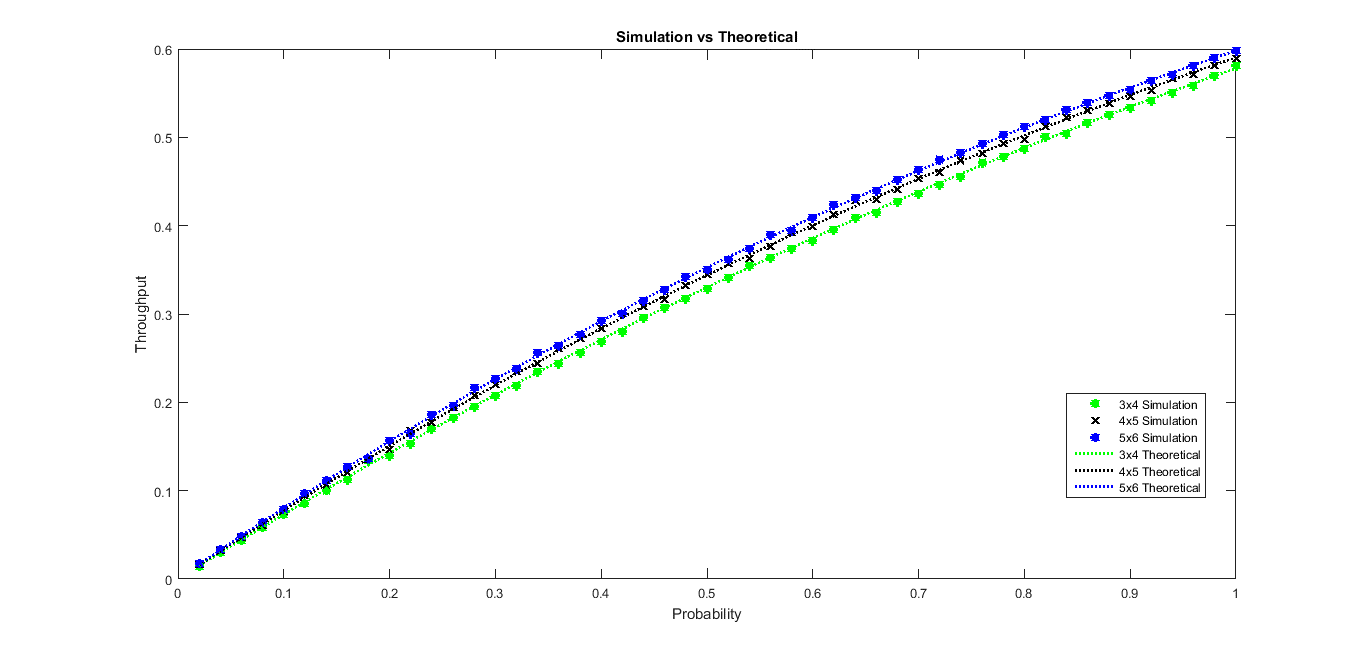 Simulation vs Theoretical
0.6
0.5
0.4
0.3
0.2
0.1
0
Throughput
3x4 Simulation
4x5 Simulation
5x6 Simulation
3x4 Theoretical
4x5 Theoretical
5x6 Theoretical
0 0.1 0.2 0.3 0.4 0.5 0.6 0.7 0.8 0.9 1
Probability